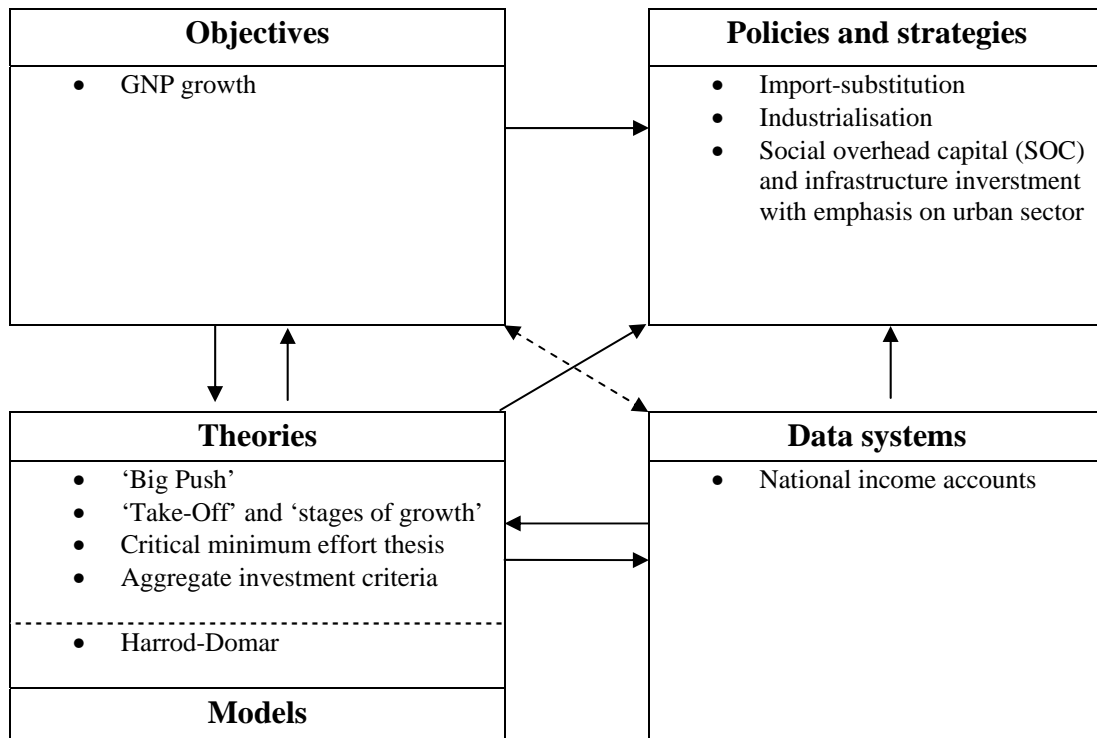 Objectives
• GNP growth
Policies and strategies
• Import-substitution
• Industrialisation
• Social overhead capital (SOC)
and infrastructure inverstment
with emphasis on urban sector
Theories
• ‘Big Push’
• ‘Take-Off’ and ‘stages of growth’
• Critical minimum effort thesis
• Aggregate investment criteria
• Harrod-Domar
Models
Data systems
• National income accounts